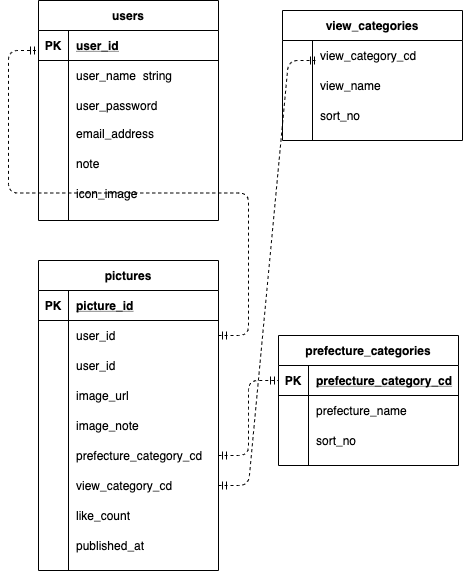 users
PK user_id
user_name string
user_password
email_address
note
icon_image
view_categories
view_category_cd
view_name
sort_no
pictures
PK picture_id
user_id
user_id
image_url
image_note
prefecture_category_cd
view_category_cd
like_count
published_at
prefecture_categories
PK prefecture_category_cd
prefecture_name
sort_no